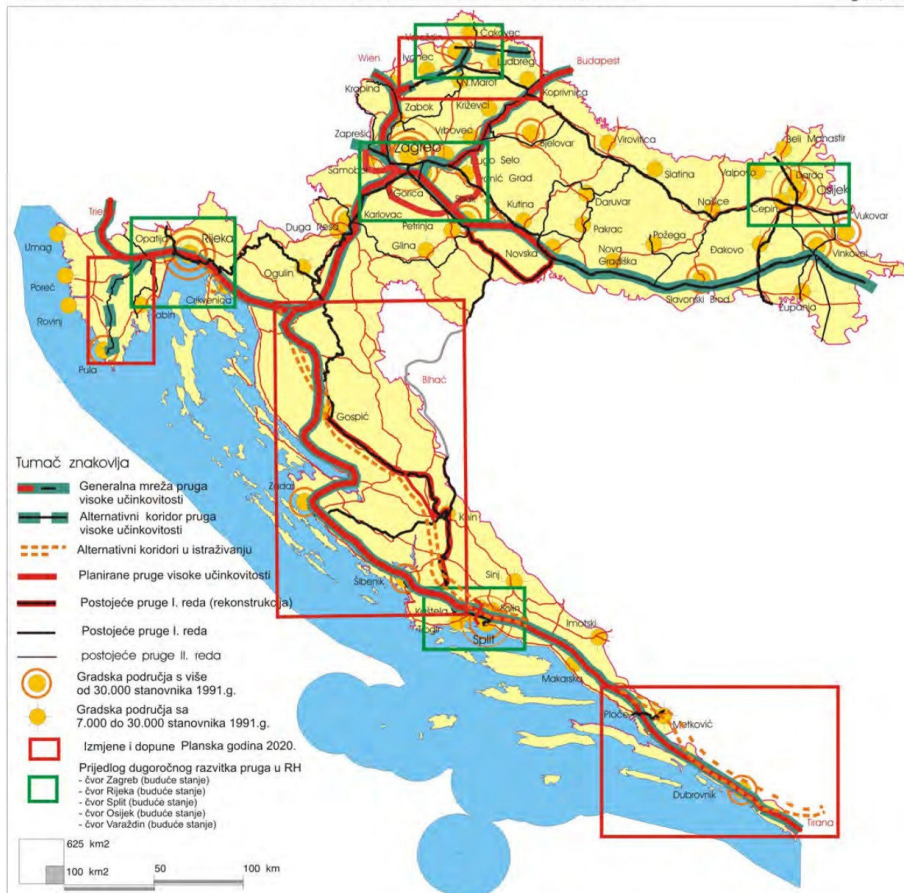 Wien
Čakovec
Ivanec
Ludbreg
Budapest
Krapina
N.Marof
Koprivnica
Zabok
Križevci
Zaprešić
Vrbovec
Bjelovar
Virovitica
Beli Manastir
Zagreb
Samobor
Slatina
Valpovo
Darda
Osijek
Gorica
Ivanić Grad
Našice
Čepin
Vukovar
Trie
Karlovac
Sisak
Kutina
Daruvar
Duga Resa
Petrinja
Pakrac
Požega
Đakovo
Umag
Opatija
Rijeka
Glina
Novska
Nova
Gradiška
Vinkovci
Ogulin
Poreč
Crikvenica
Slavonski Brod
Županja
Rovinj
Labin
Pula
Bihać
Gospić
Zadar
Knin
Šibenik
Sinj
Kaštela
Solin
Trogir
Split
Imotski
Makarska
Ploče
Metković
Dubrovnik
Tirana
Tumač znakovlja
Generalna mreža pruga
visoke učinkovitosti
Alternativni koridor pruga
visoke učinkovitosti
Alternativni koridori u istraživanju
Planirane pruge visoke učinkovitosti
Postojeće pruge I. reda (rekonstrukcija)
Postojeće pruge I. reda
postojeće pruge II. reda
Gradska područja s više
od 30.000 stanovnika 1991.g.
Gradska područja sa
7.000 do 30.000 stanovnika 1991.g.
Izmjene i dopune Planska godina 2020.
Prijedlog dugoročnog razvitka pruga u RH
- čvor Zagreb (buduće stanje)
- čvor Rijeka (buduće stanje)
- čvor Split (buduće stanje)
- čvor Osijek (buduće stanje)
- čvor Varaždin (buduće stanje)
625 km2
100 km2
50
100 km